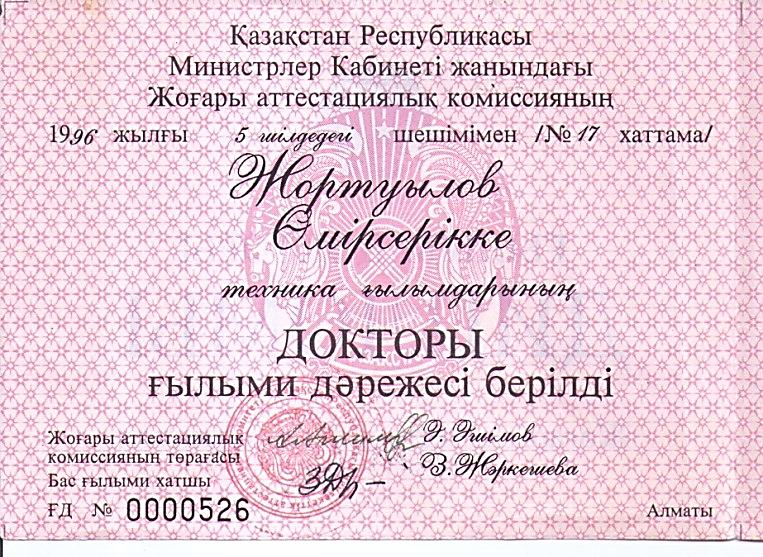 Қазақстан Республикасы
Министрлер Кабинеті жанындағы
Жоғары аттестациялық комиссияның
1996 жылғы 5 шілдедегі шешімімен /№ 17 хаттама/
Жортуылов
Өмірсерікке
техника ғылымдарының
ДОКТОРЫ
ғылыми дәрежесі берілді
Жоғары аттестациялық
комиссияның төрағасы
Бас ғылыми хатшы
Ә. Әшімов
З. Жәркешева
ҒД № 0000526
Алматы